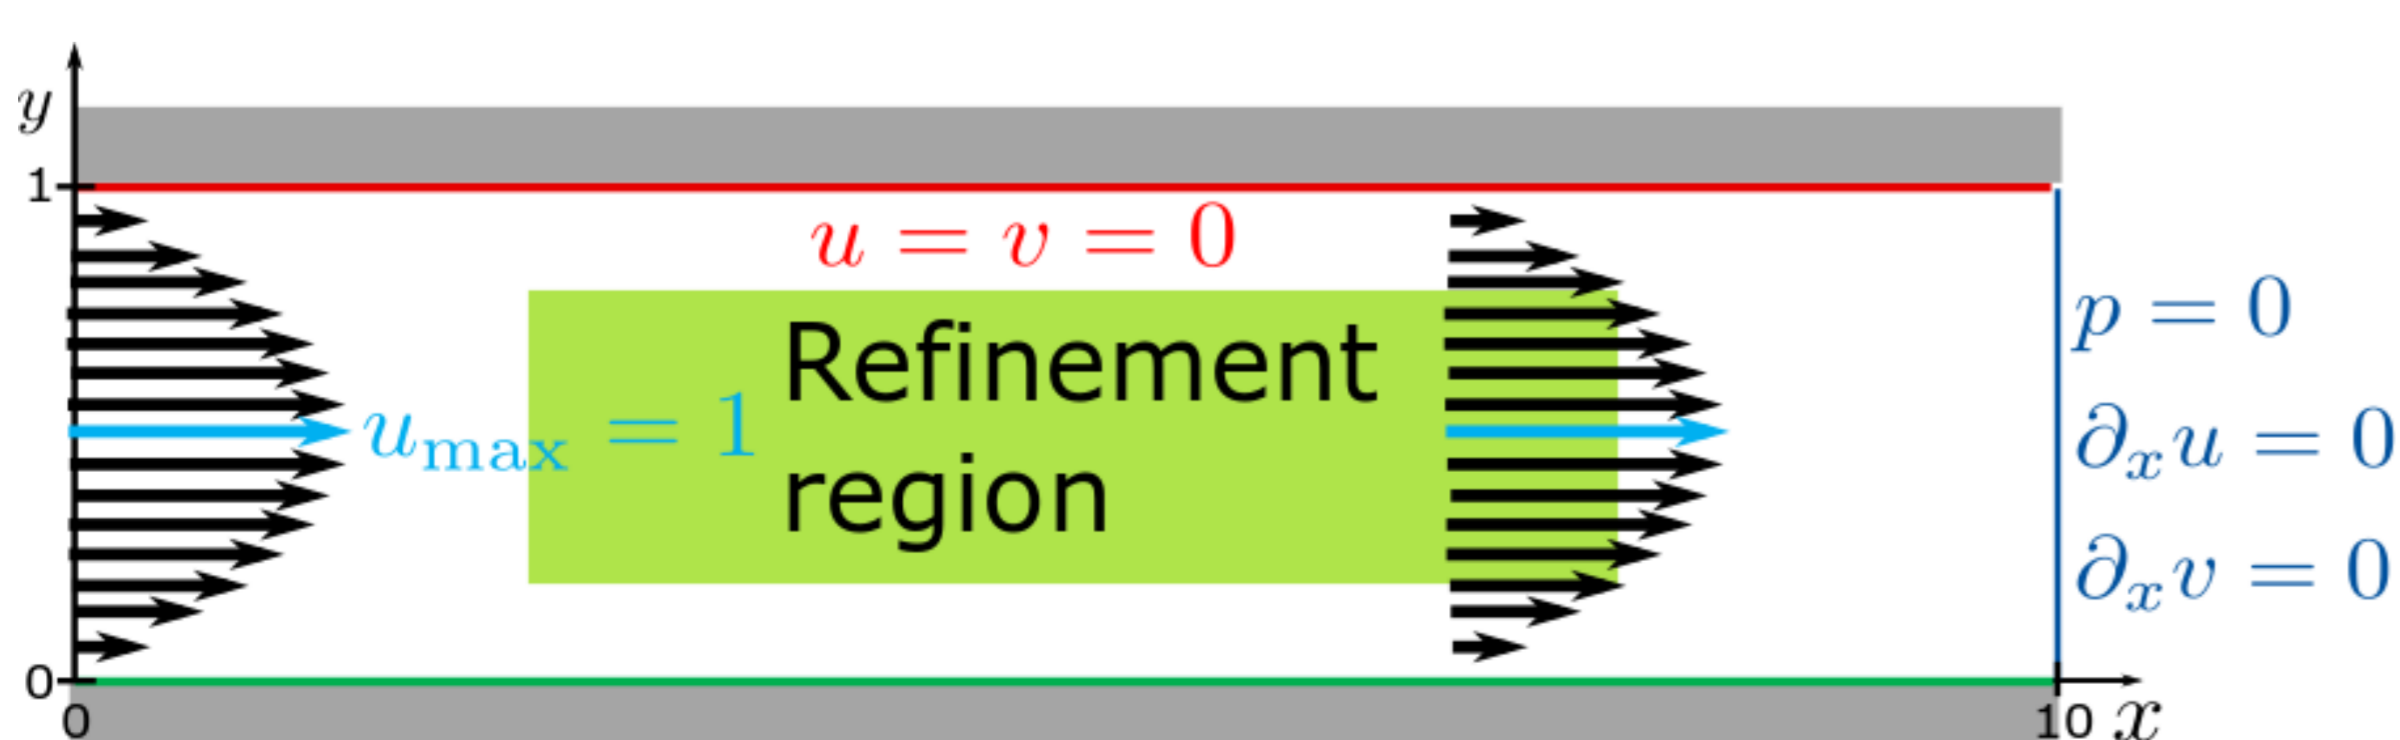 y
1
u = v = 0
Refinement
region
u_max = 1
p = 0
∂_x u = 0
∂_x v = 0
0
0
10 x